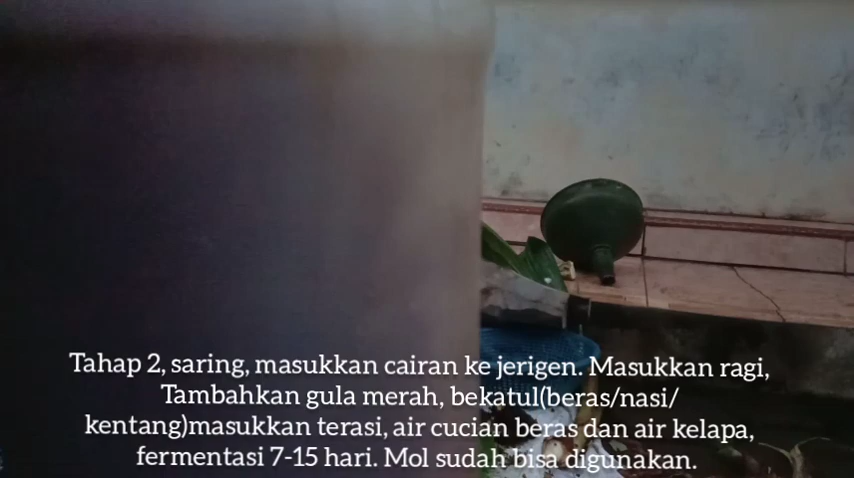 Tahap 2, saring, masukkan cairan ke jerigen. Masukkan ragi,
Tambahkan gula merah, bekatul(beras/nasi/
kentang)masukkan terasi, air cucian beras dan air kelapa,
fermentasi 7-15 hari. Mol sudah bisa digunakan.